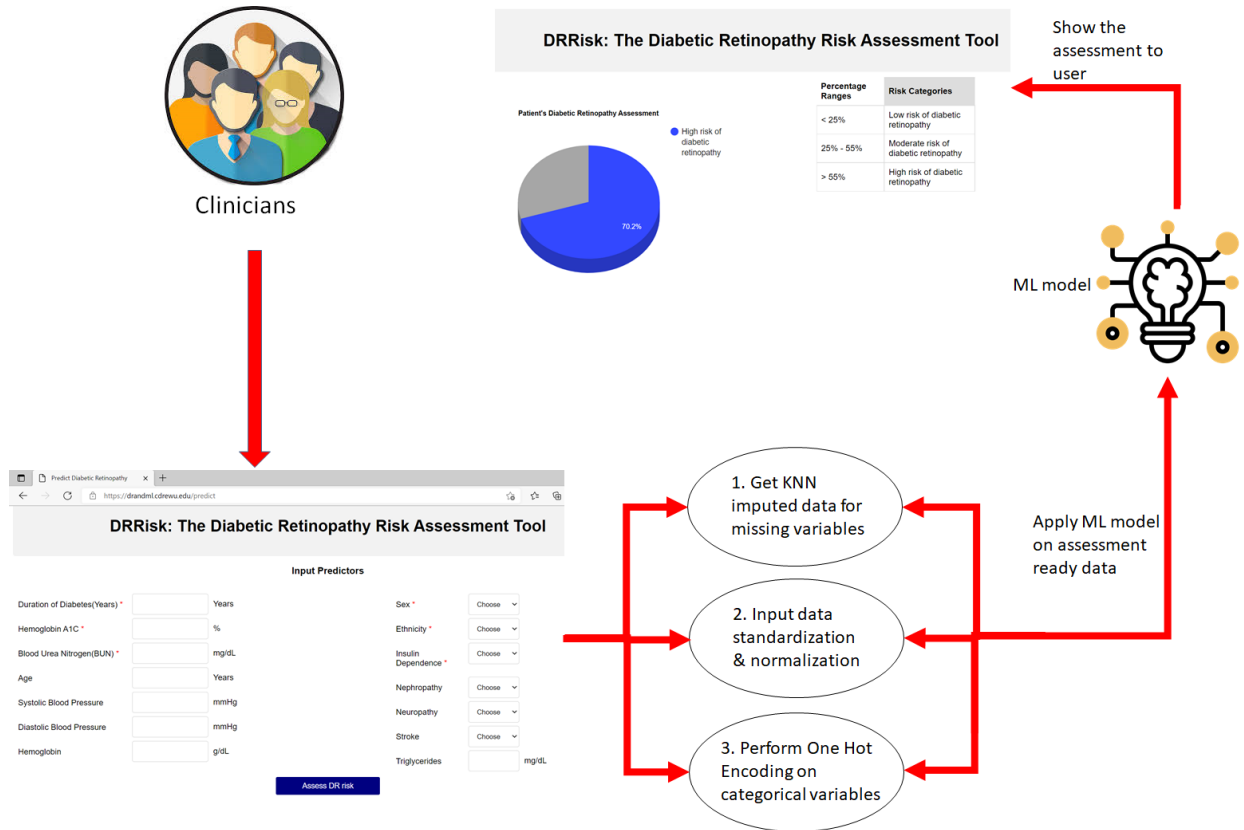 Clinicians
DRRisk: The Diabetic Retinopathy Risk Assessment Tool
Patient's Diabetic Retinopathy Assessment
High risk of
diabetic
retinopathy
70.2%
Percentage
Ranges
Risk Categories
< 25%
Low risk of diabetic
retinopathy
25% - 55%
Moderate risk of
diabetic retinopathy
> 55%
High risk of diabetic
retinopathy
Show the
assessment to
user
ML model
Apply ML model
on assessment
ready data
Predict Diabetic Retinopathy
https://drandml.cdrewu.edu/predict
DRRisk: The Diabetic Retinopathy Risk Assessment Tool
Input Predictors
Duration of Diabetes(Years) * Years
Hemoglobin A1C * %
Blood Urea Nitrogen(BUN) * mg/dL
Age Years
Systolic Blood Pressure mmHg
Diastolic Blood Pressure mmHg
Hemoglobin g/dL
Sex * Choose
Ethnicity * Choose
Insulin
Dependence * Choose
Nephropathy Choose
Neuropathy Choose
Stroke Choose
Triglycerides mg/dL
Assess DR risk
1. Get KNN
imputed data for
missing variables
2. Input data
standardization
& normalization
3. Perform One Hot
Encoding on
categorical variables